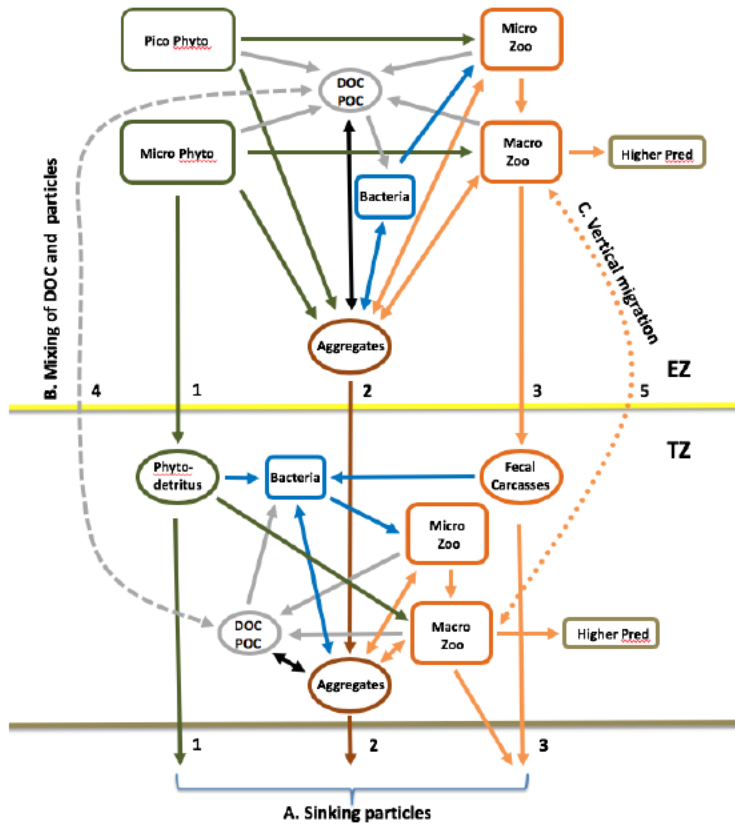 Pico Phyto
Micro
Zoo
DOC
POC
Micro Phyto
Macro
Zoo
Higher Pred
Bacteria
C. Vertical migration
B. Mixing of DOC and particles
Aggregates
EZ
4
1
2
3
5
TZ
Phyto-
detritus
Bacteria
Fecal
Carcasses
Micro
Zoo
DOC
POC
Macro
Zoo
Higher Pred
Aggregates
1
2
3
A. Sinking particles